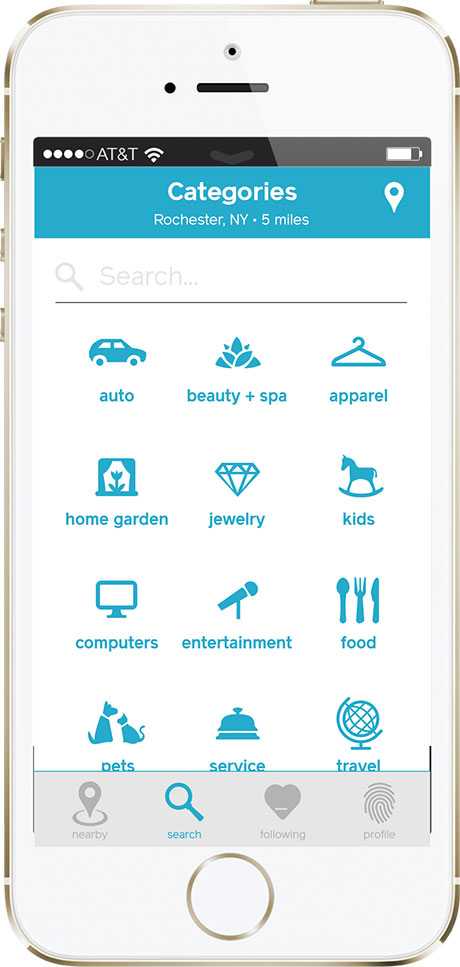 AT&T
Categories
Rochester, NY • 5 miles
Search...
auto beauty + spa apparel
home garden jewelry kids
computers entertainment food
pets service travel
nearby search following profile